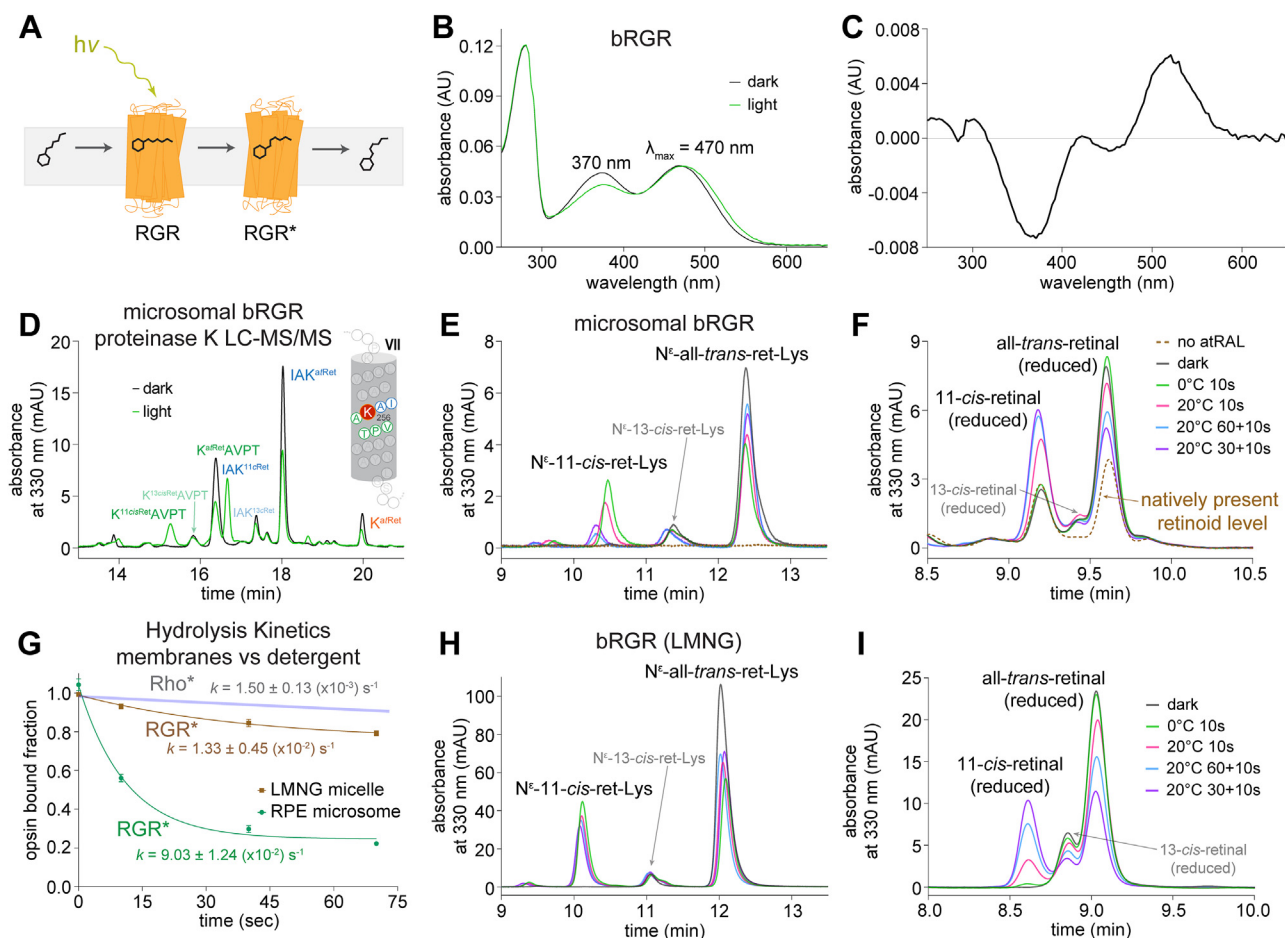 A
hν
RGR
RGR*
B
bRGR
absorbance (AU)
0.12
0.09
0.06
0.03
0.00
dark
light
370 nm
λmax = 470 nm
300
400
500
600
wavelength (nm)
C
absorbance (AU)
0.008
0.004
0.000
-0.004
-0.008
300
400
500
600
wavelength (nm)
D
microsomal bRGR
proteinase K LC-MS/MS
absorbance
at 330 nm (mAU)
20
15
10
5
0
dark
light
K11cisRetAVPT
K13cisRetAVPT
KatRetAVPT
IAK11cRet
IAK13cRet
IAKatRet
KatRet
VII
A K A I
256
T P V
14
16
18
20
time (min)
E
microsomal bRGR
absorbance
at 330 nm (mAU)
8
6
4
2
0
Nε-all-trans-ret-Lys
Nε-13-cis-ret-Lys
Nε-11-cis-ret-Lys
9
10
11
12
13
time (min)
F
absorbance
at 330 nm (mAU)
9
6
3
0
all-trans-retinal
(reduced)
11-cis-retinal
(reduced)
13-cis-retinal
(reduced)
no atRAL
dark
0°C 10s
20°C 10s
20°C 60+10s
20°C 30+10s
natively present
retinoid level
8.5
9.0
9.5
10.0
10.5
time (min)
G
Hydrolysis Kinetics
membranes vs detergent
opsin bound fraction
1.0
0.8
0.6
0.4
0.2
0.0
Rho*
k = 1.50 ± 0.13 (x10-3) s-1
RGR*
k = 1.33 ± 0.45 (x10-2) s-1
LMNG micelle
RPE microsome
RGR*
k = 9.03 ± 1.24 (x10-2) s-1
0
15
30
45
60
75
time (sec)
H
bRGR (LMNG)
absorbance
at 330 nm (mAU)
100
80
60
40
20
0
Nε-all-trans-ret-Lys
Nε-13-cis-ret-Lys
Nε-11-cis-ret-Lys
9
10
11
12
13
time (min)
I
absorbance
at 330 nm (mAU)
25
20
15
10
5
0
all-trans-retinal
(reduced)
11-cis-retinal
(reduced)
13-cis-retinal
(reduced)
dark
0°C 10s
20°C 10s
20°C 60+10s
20°C 30+10s
8.0
8.5
9.0
9.5
10.0
time (min)